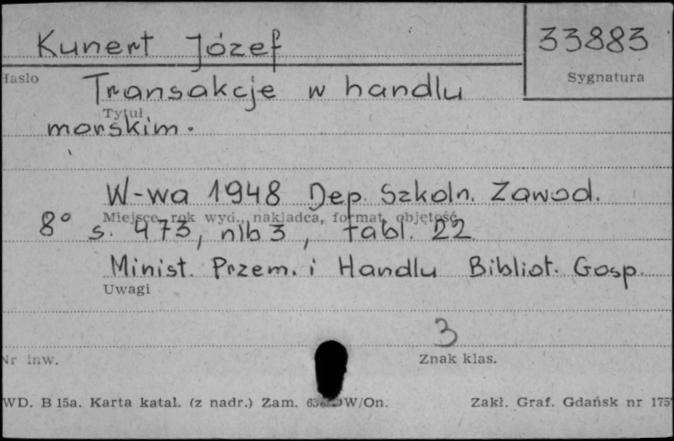 Kunert Józef
33883
Hasło
Sygnatura
Transakcje w handlu
Tytuł
morskim.
W-wa 1948 Dep. Szkoln. Zawod.
Miejsce, rok wyd., nakładca, format, objętość
8° s. 473, nlb 3, tabl. 22
Minist. Przem. i Handlu Bibliot. Gosp.
Uwagi
3
Nr inw.
Znak klas.
WD. B 15a. Karta katal. (z nadr.) Zam. W/On.
Zakł. Graf. Gdańsk nr 175